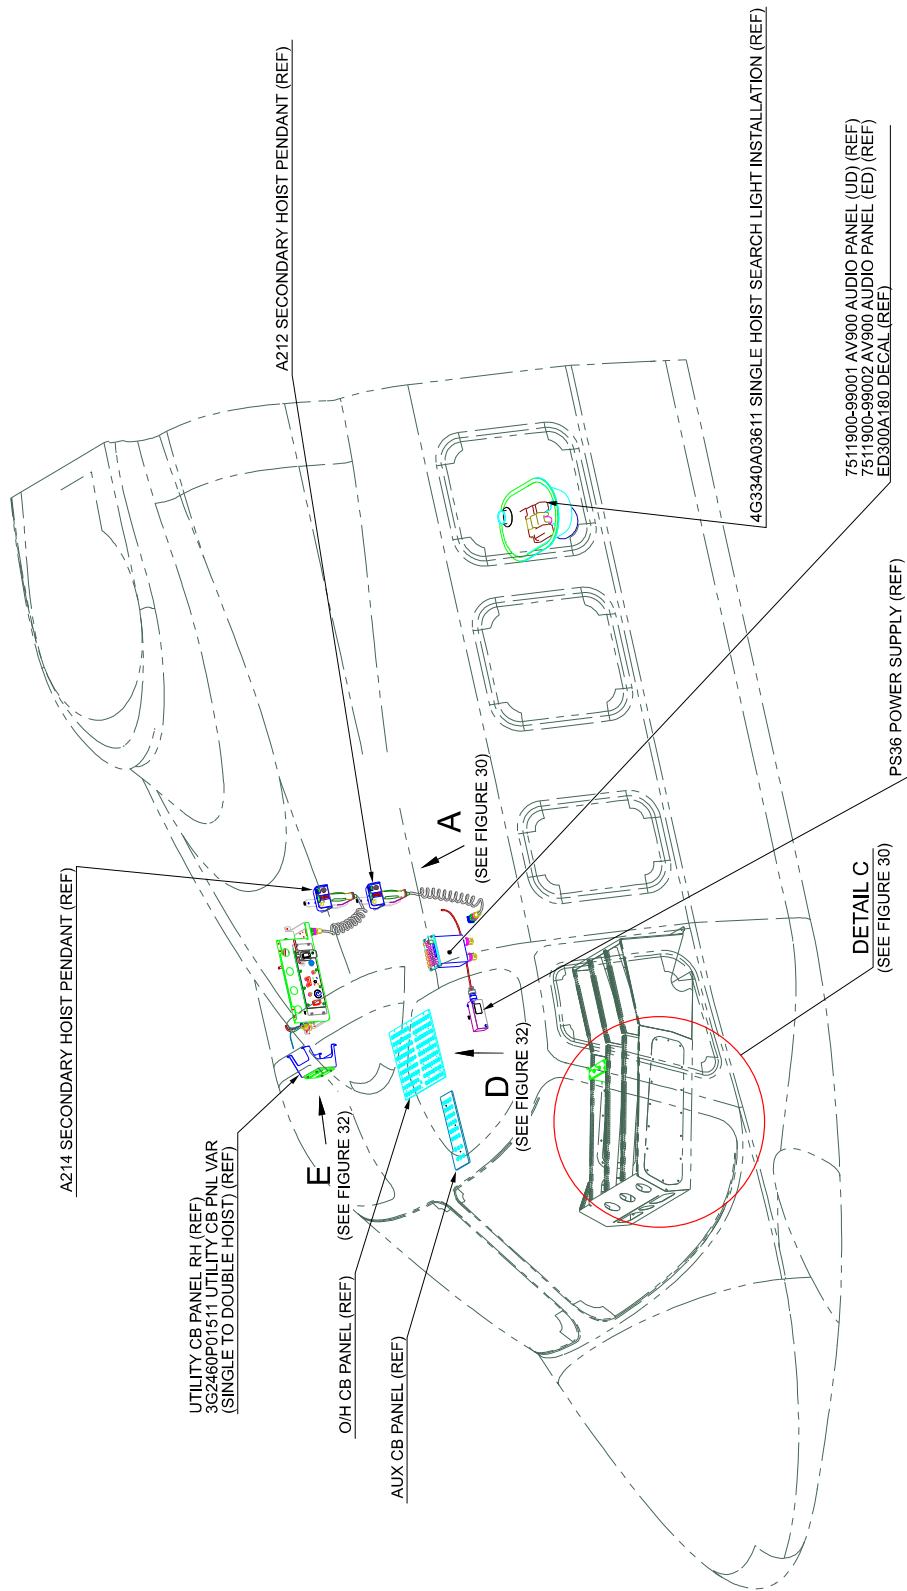 A214 SECONDARY HOIST PENDANT (REF)
A212 SECONDARY HOIST PENDANT (REF)
UTILITY CB PANEL RH (REF)
3G2460P01511 UTILITY CB PNL VAR
(SINGLE TO DOUBLE HOIST) (REF)
E
(SEE FIGURE 32)
O/H CB PANEL (REF)
AUX CB PANEL (REF)
A
(SEE FIGURE 30)
D
(SEE FIGURE 32)
4G3340A03611 SINGLE HOIST SEARCH LIGHT INSTALLATION (REF)
7511900-99001 AV900 AUDIO PANEL (UD) (REF)
7511900-99002 AV900 AUDIO PANEL (ED) (REF)
ED300A180 DECAL (REF)
DETAIL C
(SEE FIGURE 30)
PS36 POWER SUPPLY (REF)